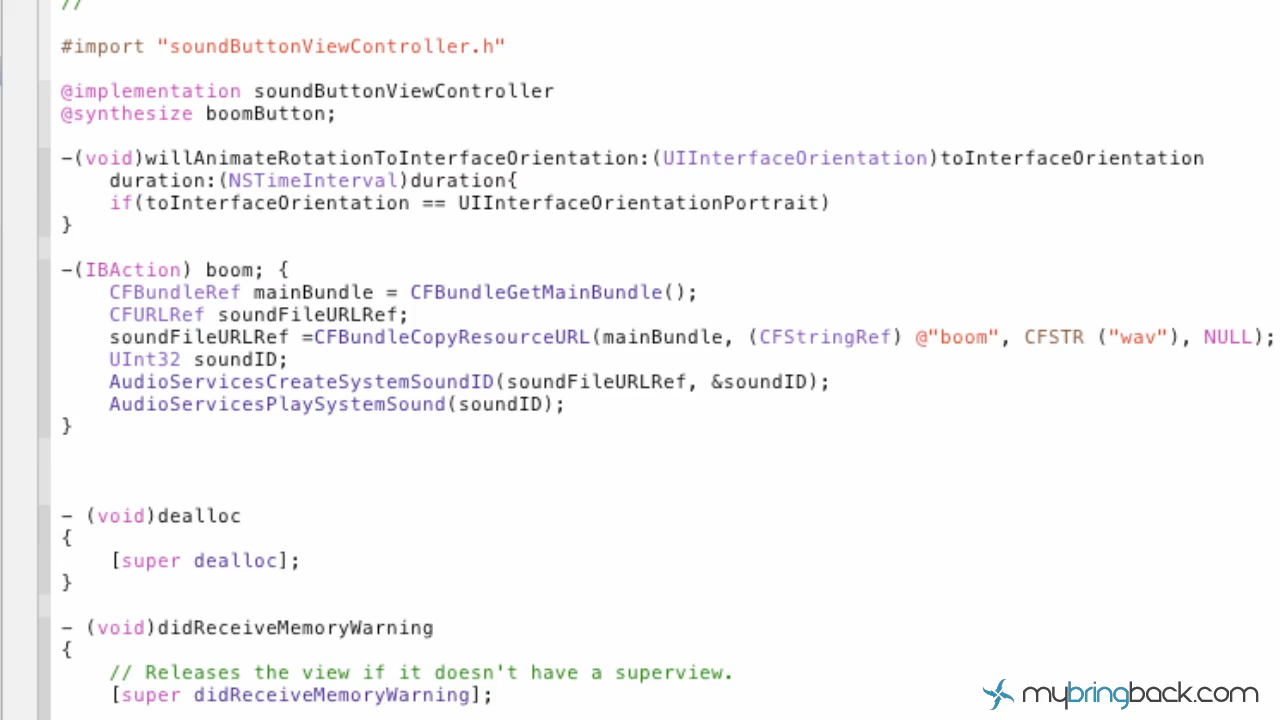 //
#import "soundButtonViewController.h"
@implementation soundButtonViewController
@synthesize boomButton;
-(void)willAnimateRotationToInterfaceOrientation:(UIInterfaceOrientation)toInterfaceOrientation
duration:(NSTimeInterval)duration{
if(toInterfaceOrientation == UIInterfaceOrientationPortrait)
}
-(IBAction) boom; {
CFBundleRef mainBundle = CFBundleGetMainBundle();
CFURLRef soundFileURLRef;
soundFileURLRef =CFBundleCopyResourceURL(mainBundle, (CFStringRef) @"boom", CFSTR ("wav"), NULL);
UInt32 soundID;
AudioServicesCreateSystemSoundID(soundFileURLRef, &soundID);
AudioServicesPlaySystemSound(soundID);
}
- (void)dealloc
{
[super dealloc];
}
- (void)didReceiveMemoryWarning
{
// Releases the view if it doesn't have a superview.
[super didReceiveMemoryWarning];
mybringback.com